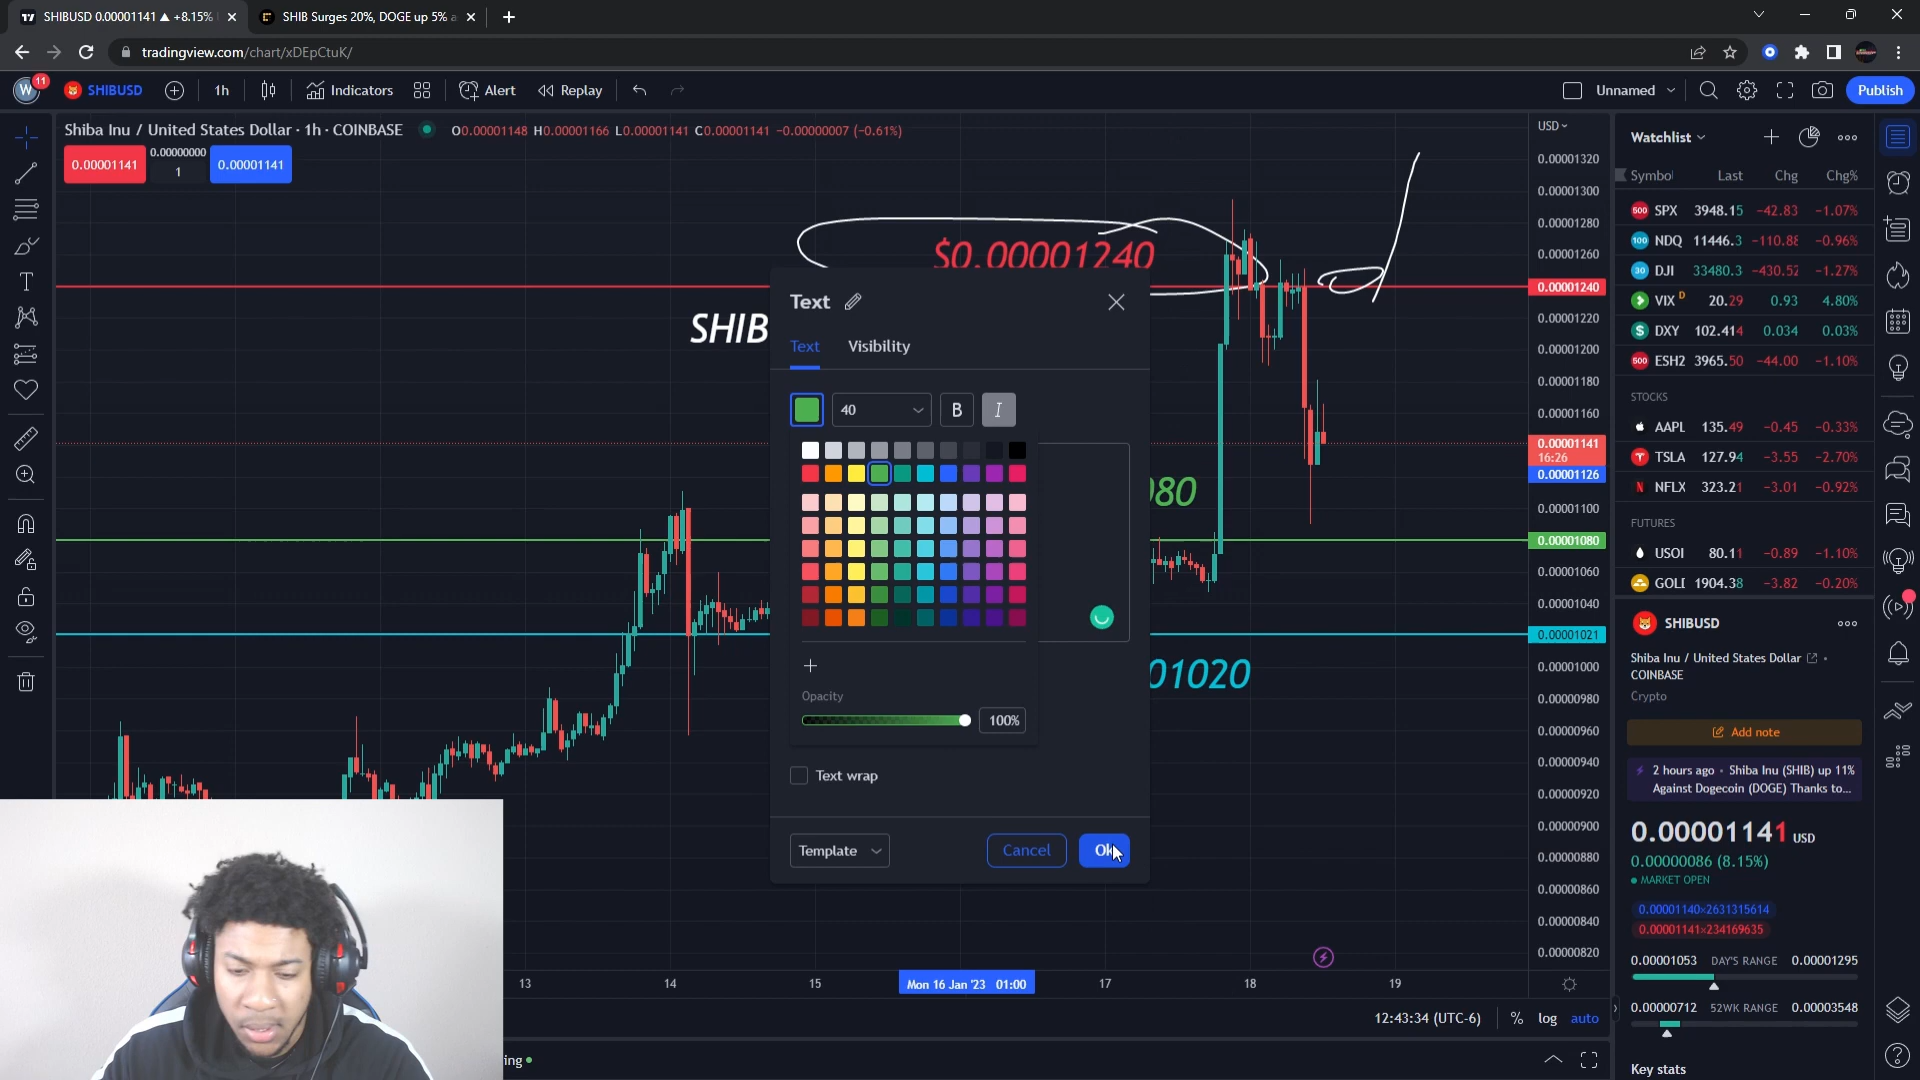 SHIBUSD 0.00001141 ▲ +8.15%
SHIB Surges 20%, DOGE up 5% a
tradingview.com/chart/xDEpCtuK/
W
11
SHIBUSD
1h
Indicators
Alert
Replay
Unnamed
Publish
Shiba Inu / United States Dollar · 1h · COINBASE
O0.00001148 H0.00001166 L0.00001141 C0.00001141 -0.00000007 (-0.61%)
0.00001141
0.00000000
1
0.00001141
$0.00001240
SHIB
080
01020
Text
Text
Visibility
40
B
I
Opacity
100%
Text wrap
Template
Cancel
USD
0.00001320
0.00001300
0.00001280
0.00001260
0.00001240
0.00001220
0.00001200
0.00001180
0.00001160
0.00001141
16:26
0.00001126
0.00001100
0.00001080
0.00001060
0.00001040
0.00001021
0.00001000
0.00000980
0.00000960
0.00000940
0.00000920
0.00000900
0.00000880
0.00000860
0.00000840
0.00000820
13
14
15
Mon 16 Jan '23 01:00
17
18
19
12:43:34 (UTC-6)
%
log
auto
ing
Watchlist
Symbol Last Chg Chg%
500 SPX 3948.15 -42.83 -1.07%
100 NDQ 11446.3 -110.88 -0.96%
30 DJI 33480.3 -430.52 -1.27%
VIX D 20.29 0.93 4.80%
$ DXY 102.414 0.034 0.03%
500 ESH2 3965.50 -44.00 -1.10%
STOCKS
AAPL 135.49 -0.45 -0.33%
TSLA 127.94 -3.55 -2.70%
N NFLX 323.21 -3.01 -0.92%
FUTURES
USOI 80.11 -0.89 -1.10%
GOLD 1904.38 -3.82 -0.20%
SHIBUSD
Shiba Inu / United States Dollar
COINBASE
Crypto
Add note
2 hours ago · Shiba Inu (SHIB) up 11%
Against Dogecoin (DOGE) Thanks to...
0.00001141 USD
0.00000086 (8.15%)
MARKET OPEN
0.00001140×2631315614
0.00001141×234169635
0.00001053 DAY'S RANGE 0.00001295
0.00000712 52WK RANGE 0.00003548
Key stats